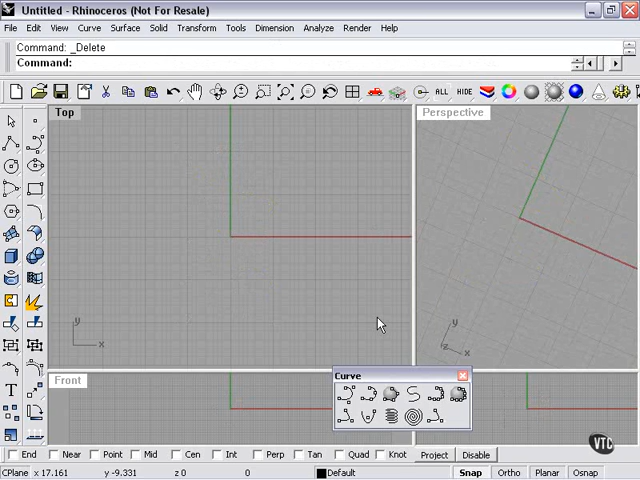 Untitled - Rhinoceros (Not For Resale)
File Edit View Curve Surface Solid Transform Tools Dimension Analyze Render Help
Command: _Delete
Command:
ALL HIDE
Top
Perspective
y
x
y
z
x
Curve
Front
T
VTC
End Near Point Mid Cen Int Perp Tan Quad Knot Project Disable
CPlane x 17.161 y -9.331 z 0 0 Default Snap Ortho Planar Osnap